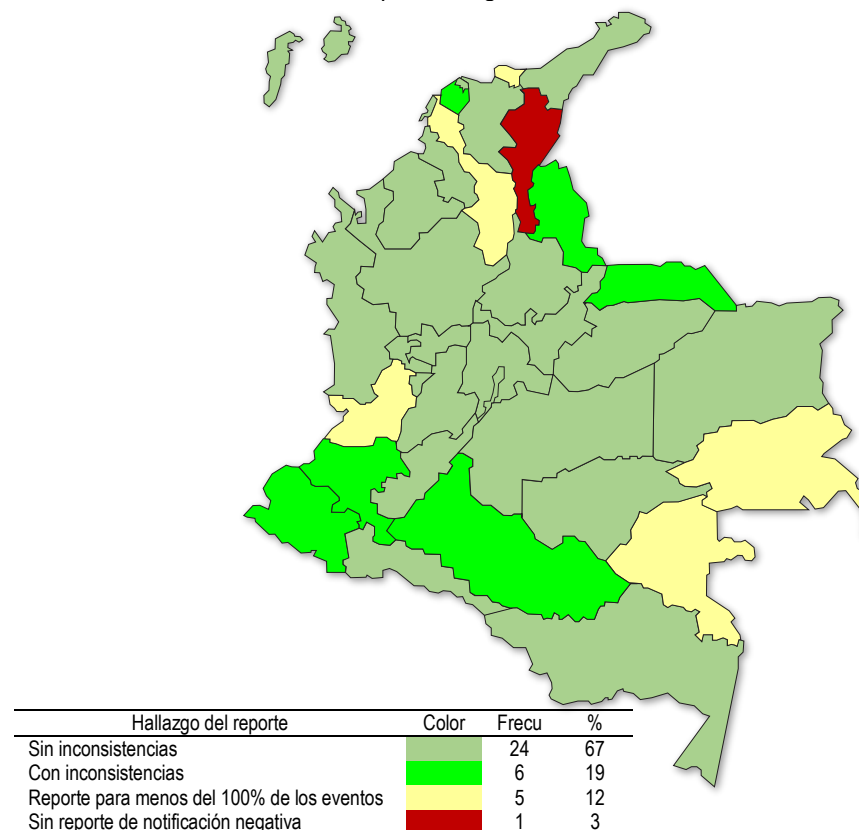 Hallazgo del reporte Color Frecu %
Sin inconsistencias 24 67
Con inconsistencias 6 19
Reporte para menos del 100% de los eventos 5 12
Sin reporte de notificación negativa 1 3